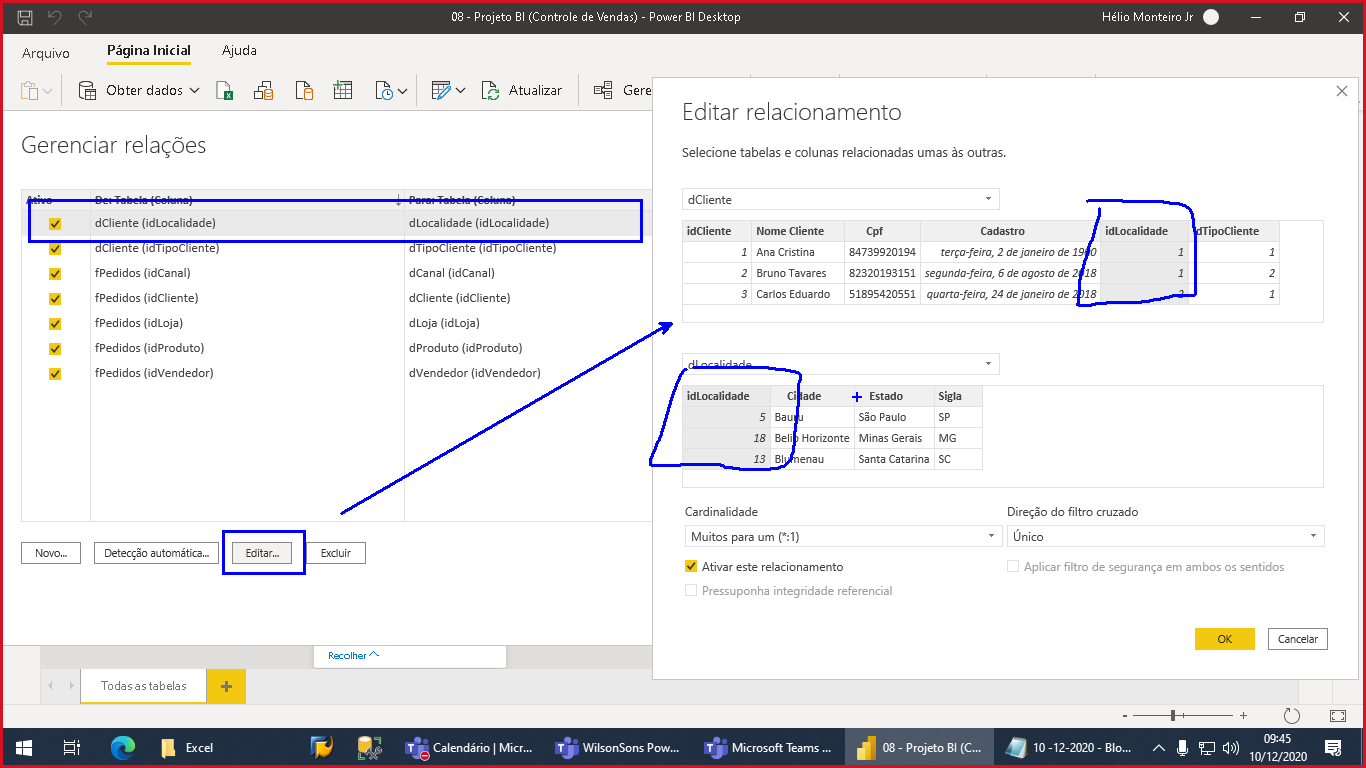 08 - Projeto BI (Controle de Vendas) - Power BI Desktop
Hélio Monteiro Jr
Arquivo
Página Inicial
Ajuda
Obter dados
Atualizar
Gere
Gerenciar relações
Ativo De: Tabela (Coluna) Para: Tabela (Coluna)
dCliente (idLocalidade) dLocalidade (idLocalidade)
dCliente (idTipoCliente) dTipoCliente (idTipoCliente)
fPedidos (idCanal) dCanal (idCanal)
fPedidos (idCliente) dCliente (idCliente)
fPedidos (idLoja) dLoja (idLoja)
fPedidos (idProduto) dProduto (idProduto)
fPedidos (idVendedor) dVendedor (idVendedor)
Novo... Detecção automática... Editar... Excluir
Editar relacionamento
Selecione tabelas e colunas relacionadas umas às outras.
dCliente
idCliente Nome Cliente Cpf Cadastro idLocalidade dTipoCliente
1 Ana Cristina 84739920194 terça-feira, 2 de janeiro de 1900 1 1
2 Bruno Tavares 82320193151 segunda-feira, 6 de agosto de 2018 1 2
3 Carlos Eduardo 51895420551 quarta-feira, 24 de janeiro de 2018 2 1
dLocalidade
idLocalidade Cidade Estado Sigla
5 Bauru São Paulo SP
18 Belo Horizonte Minas Gerais MG
13 Blumenau Santa Catarina SC
Cardinalidade Direção do filtro cruzado
Muitos para um (*:1) Único
Ativar este relacionamento Aplicar filtro de segurança em ambos os sentidos
Pressuponha integridade referencial
OK Cancelar
Recolher
Todas as tabelas +
- +
Excel
Calendário | Micr...
WilsonSons Pow...
Microsoft Teams ...
08 - Projeto BI (C...
10 -12-2020 - Blo...
09:45
10/12/2020